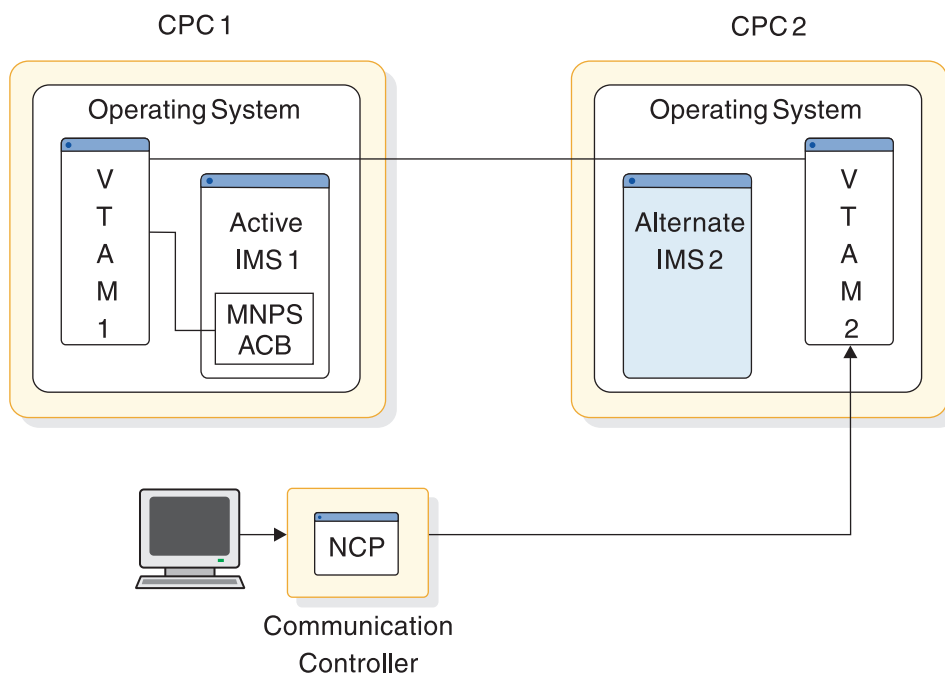 CPC 1
CPC 2
Operating System
V
T
A
M
1
Active
IMS 1
MNPS
ACB
Operating System
Alternate
IMS 2
V
T
A
M
2
NCP
Communication
Controller